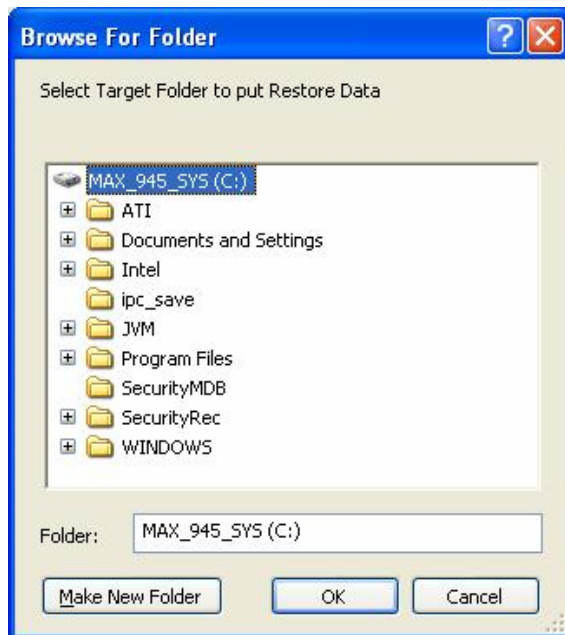 Browse For Folder
Select Target Folder to put Restore Data
MAX_945_SYS (C:)
ATI
Documents and Settings
Intel
ipc_save
JVM
Program Files
SecurityMDB
SecurityRec
WINDOWS
Folder: MAX_945_SYS (C:)
Make New Folder OK Cancel